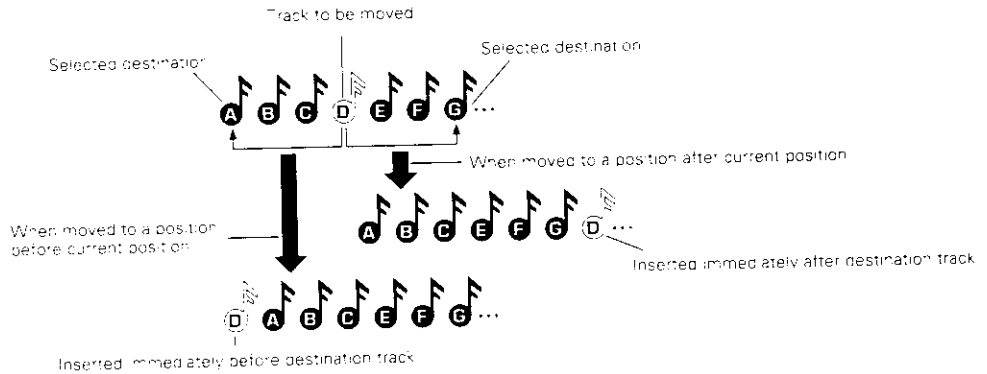 Track to be moved
Selected destination
Selected destination
A B C D E F G ...
When moved to a position after current position
A B C E F G D ...
When moved to a position
before current position
Inserted immediately after destination track
D A B C E F G ...
Inserted immediately before destination track